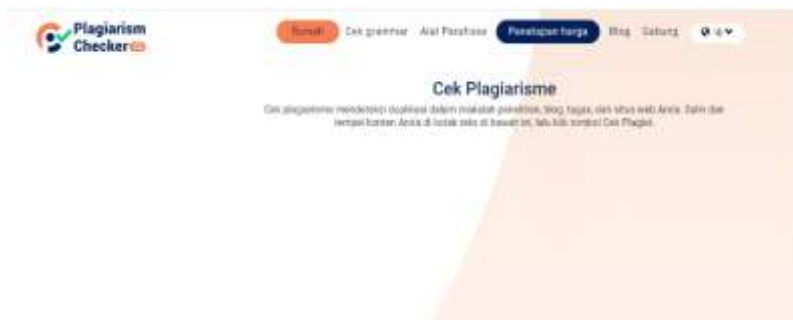 Plagiarism
Checker
Rumah Cek grammar Alat Parafrase Penetapan harga Blog Gabung
Cek Plagiarisme
Cek plagiarisme mendeteksi duplikasi dalam makalah penelitian, blog, tugas, dan situs web Anda. Salin dan
tempel konten Anda di kotak teks di bawah ini, lalu klik tombol Cek Plagiat.